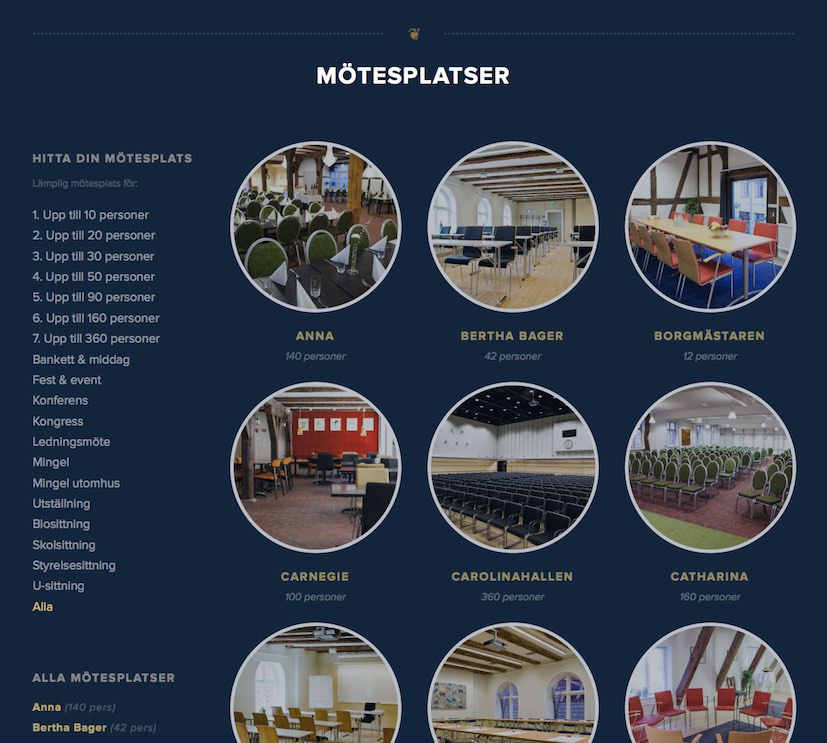 MÖTESPLATSER
HITTA DIN MÖTESPLATS
Lämplig mötesplats för:
1. Upp till 10 personer
2. Upp till 20 personer
3. Upp till 30 personer
4. Upp till 50 personer
5. Upp till 90 personer
6. Upp till 160 personer
7. Upp till 360 personer
Bankett & middag
Fest & event
Konferens
Kongress
Ledningsmöte
Mingel
Mingel utomhus
Utställning
Biosittning
Skolsittning
Styrelsesittning
U-sittning
Alla
ALLA MÖTESPLATSER
Anna (140 pers)
Bertha Bager (42 pers)
ANNA
140 personer
BERTHA BAGER
42 personer
BORGMÄSTAREN
12 personer
CARNEGIE
100 personer
CAROLINAHALLEN
360 personer
CATHARINA
160 personer